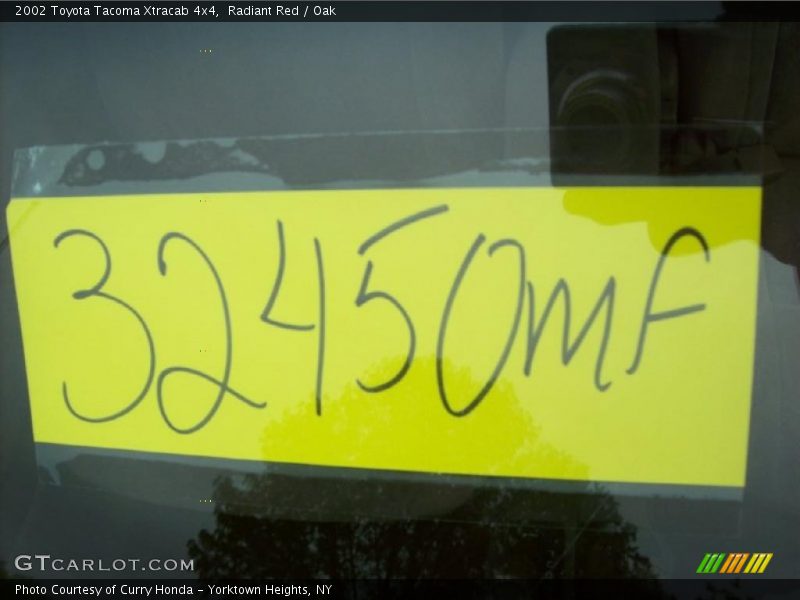 2002 Toyota Tacoma Xtracab 4x4,  Radiant Red / Oak
32450mf
GTCARLOT.COM
Photo Courtesy of Curry Honda - Yorktown Heights, NY